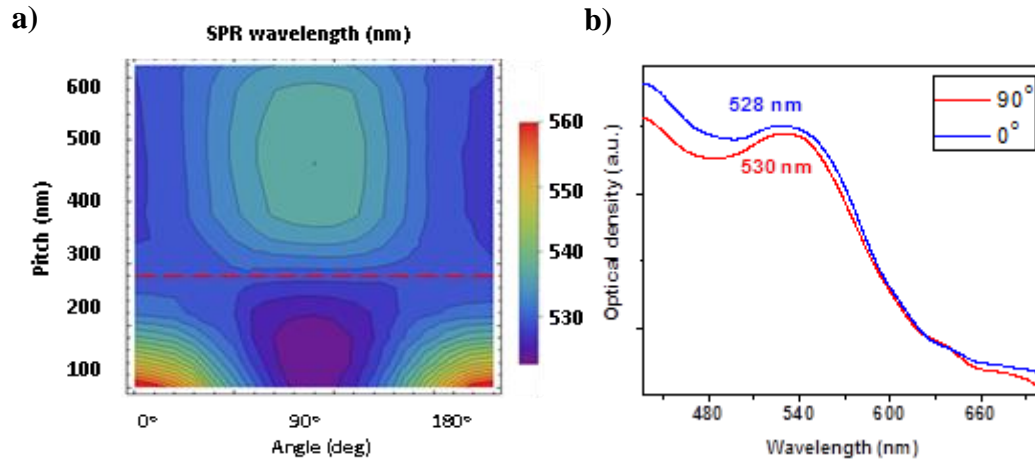 a)
SPR wavelength (nm)
600
500
400
300
200
100
Pitch (nm)
0°
90°
180°
Angle (deg)
560
550
540
530
b)
528 nm
530 nm
90°
0°
Optical density (a.u.)
480
540
600
660
Wavelength (nm)